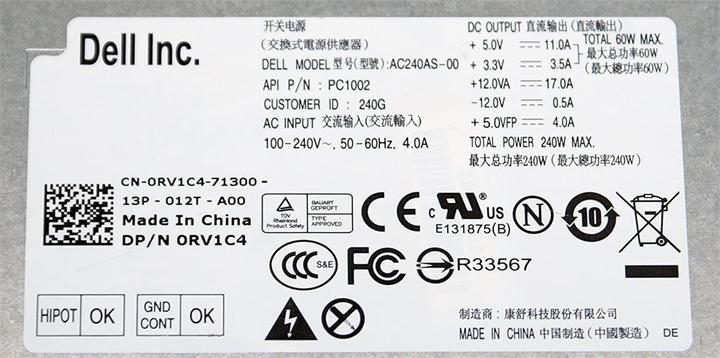 Dell Inc.
开关电源
(交換式電源供應器)
DELL MODEL 型号(型號): AC240AS-00
API P/N : PC1002
CUSTOMER ID : 240G
AC INPUT 交流输入(交流輸入)
100-240V~, 50-60Hz, 4.0A
DC OUTPUT 直流输出 (直流輸出)
+ 5.0V 11.0A
+ 3.3V 3.5A
TOTAL 60W MAX.
最大总功率60W
(最大總功率60W)
+12.0VA 17.0A
-12.0V 0.5A
+ 5.0VFP 4.0A
TOTAL POWER 240W MAX.
最大总功率240W (最大總功率240W)
CN-0RV1C4-71300 -
13P - 012T - A00
Made In China
DP/N 0RV1C4
TÜV
Rheinland
Product Safety
BAUART
GEPRÜFT
TYPE
APPROVED
CE
c RU US
E131875(B)
N
10
CCC S&E
FC
R33567
HIPOT OK
GND
CONT OK
制造商 : 康舒科技股份有限公司
MADE IN CHINA 中国制造 (中國製造) DE